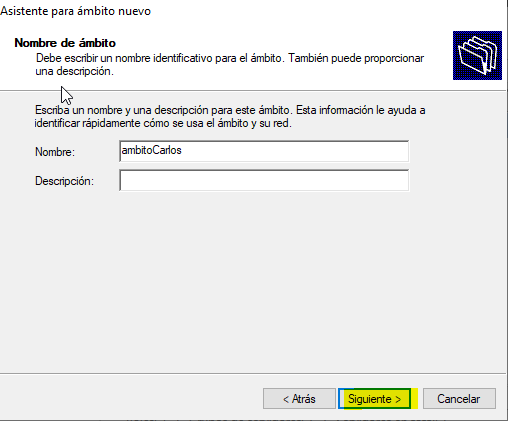 Asistente para ámbito nuevo
Nombre de ámbito
Debe escribir un nombre identificativo para el ámbito. También puede proporcionar
una descripción.
Escriba un nombre y una descripción para este ámbito. Esta información le ayuda a
identificar rápidamente cómo se usa el ámbito y su red.
Nombre: ambitoCarlos
Descripción:
< Atrás Siguiente > Cancelar